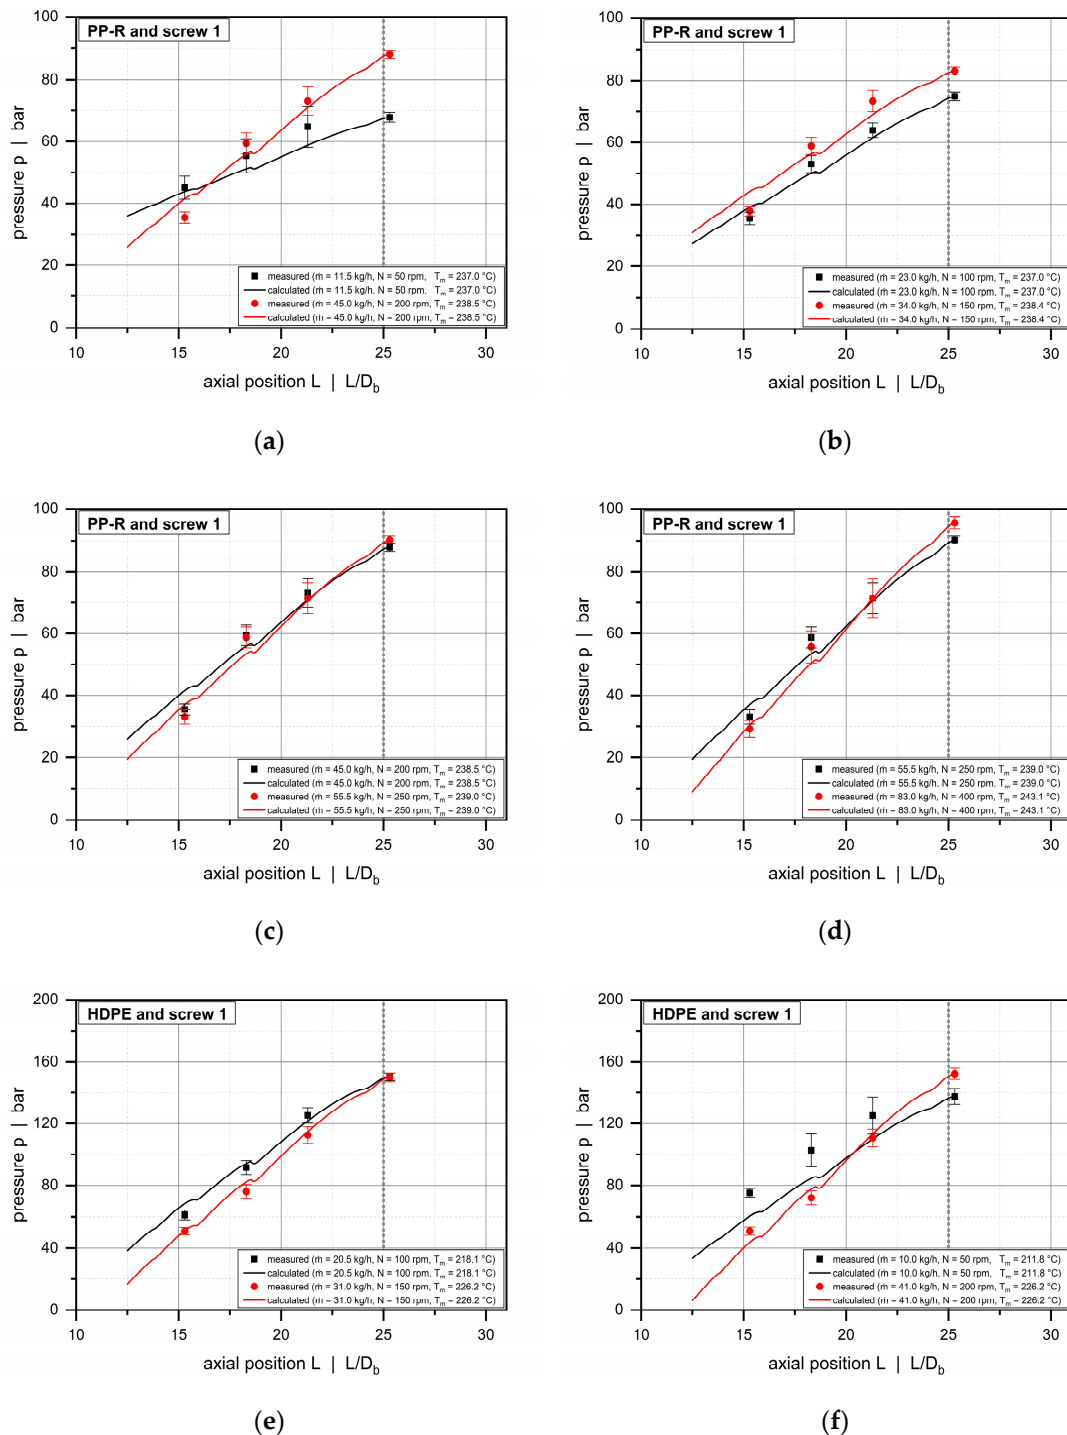 PP-R and screw 1
pressure p | bar
100
80
60
40
20
0
measured (ṁ = 11.5 kg/h, N = 50 rpm, Tm = 237.0 °C)
calculated (ṁ = 11.5 kg/h, N = 50 rpm, Tm = 237.0 °C)
measured (ṁ = 45.0 kg/h, N = 200 rpm, Tm = 238.5 °C)
calculated (ṁ = 45.0 kg/h, N = 200 rpm, Tm = 238.5 °C)
10 15 20 25 30
axial position L | L/Db
(a)
PP-R and screw 1
pressure p | bar
100
80
60
40
20
0
measured (ṁ = 23.0 kg/h, N = 100 rpm, Tm = 237.0 °C)
calculated (ṁ = 23.0 kg/h, N = 100 rpm, Tm = 237.0 °C)
measured (ṁ = 34.0 kg/h, N = 150 rpm, Tm = 238.4 °C)
calculated (ṁ = 34.0 kg/h, N = 150 rpm, Tm = 238.4 °C)
10 15 20 25 30
axial position L | L/Db
(b)
PP-R and screw 1
pressure p | bar
100
80
60
40
20
0
measured (ṁ = 45.0 kg/h, N = 200 rpm, Tm = 238.5 °C)
calculated (ṁ = 45.0 kg/h, N = 200 rpm, Tm = 238.5 °C)
measured (ṁ = 55.5 kg/h, N = 250 rpm, Tm = 239.0 °C)
calculated (ṁ = 55.5 kg/h, N = 250 rpm, Tm = 239.0 °C)
10 15 20 25 30
axial position L | L/Db
(c)
PP-R and screw 1
pressure p | bar
100
80
60
40
20
0
measured (ṁ = 55.5 kg/h, N = 250 rpm, Tm = 239.0 °C)
calculated (ṁ = 55.5 kg/h, N = 250 rpm, Tm = 239.0 °C)
measured (ṁ = 83.0 kg/h, N = 400 rpm, Tm = 243.1 °C)
calculated (ṁ = 83.0 kg/h, N = 400 rpm, Tm = 243.1 °C)
10 15 20 25 30
axial position L | L/Db
(d)
HDPE and screw 1
pressure p | bar
200
160
120
80
40
0
measured (ṁ = 20.5 kg/h, N = 100 rpm, Tm = 218.1 °C)
calculated (ṁ = 20.5 kg/h, N = 100 rpm, Tm = 218.1 °C)
measured (ṁ = 31.0 kg/h, N = 150 rpm, Tm = 226.2 °C)
calculated (ṁ = 31.0 kg/h, N = 150 rpm, Tm = 226.2 °C)
10 15 20 25 30
axial position L | L/Db
(e)
HDPE and screw 1
pressure p | bar
200
160
120
80
40
0
measured (ṁ = 10.0 kg/h, N = 50 rpm, Tm = 211.8 °C)
calculated (ṁ = 10.0 kg/h, N = 50 rpm, Tm = 211.8 °C)
measured (ṁ = 41.0 kg/h, N = 200 rpm, Tm = 226.2 °C)
calculated (ṁ = 41.0 kg/h, N = 200 rpm, Tm = 226.2 °C)
10 15 20 25 30
axial position L | L/Db
(f)